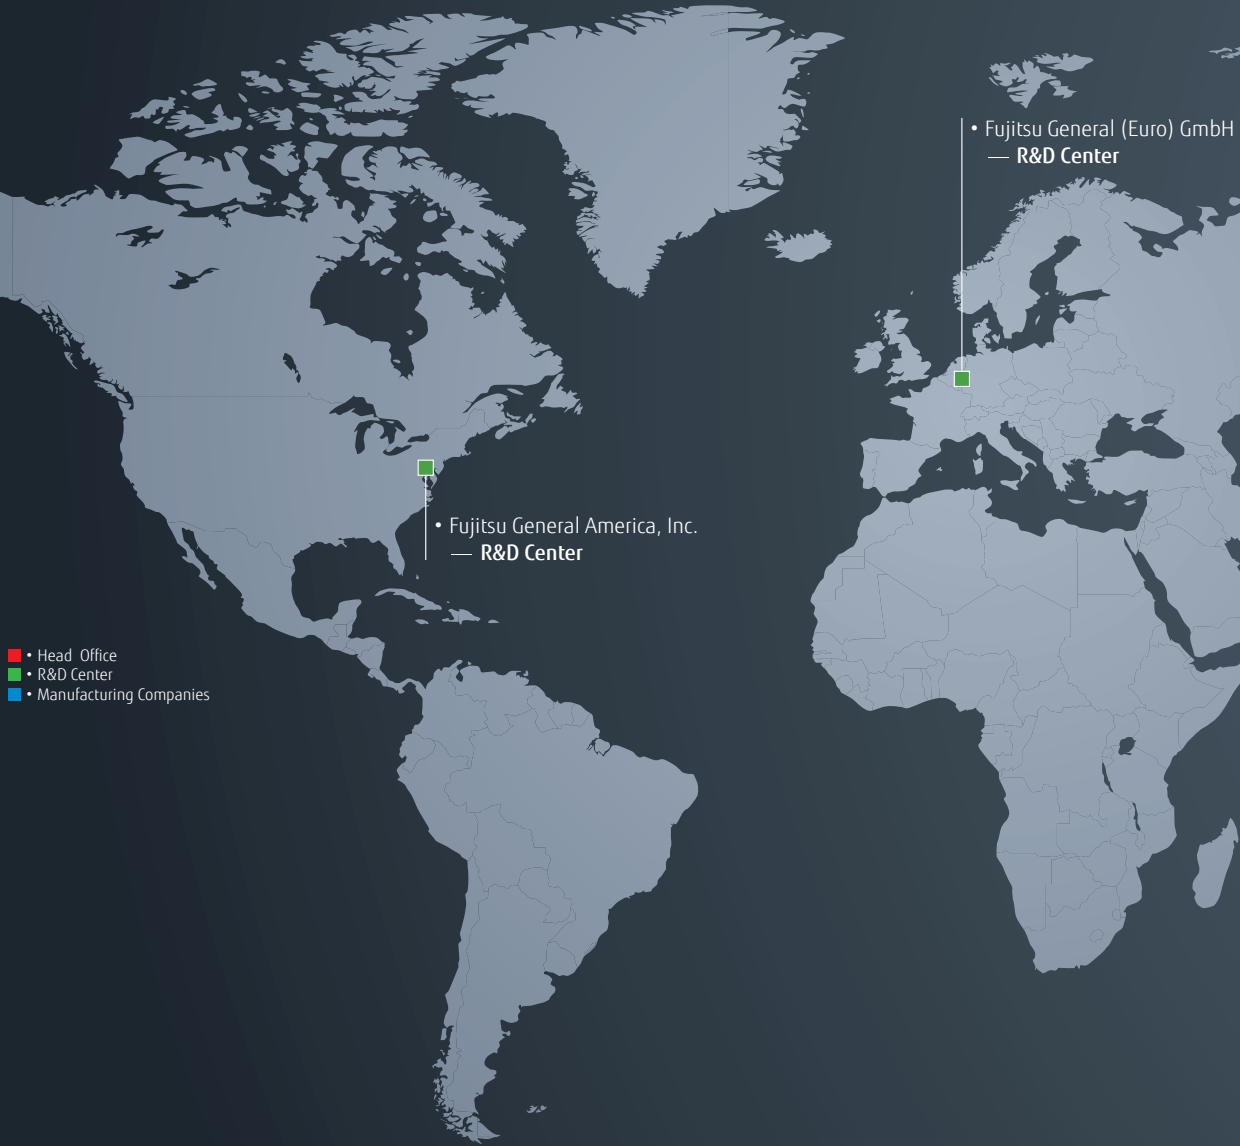 • Fujitsu General (Euro) GmbH
— R&D Center
• Fujitsu General America, Inc.
— R&D Center
• Head Office
• R&D Center
• Manufacturing Companies